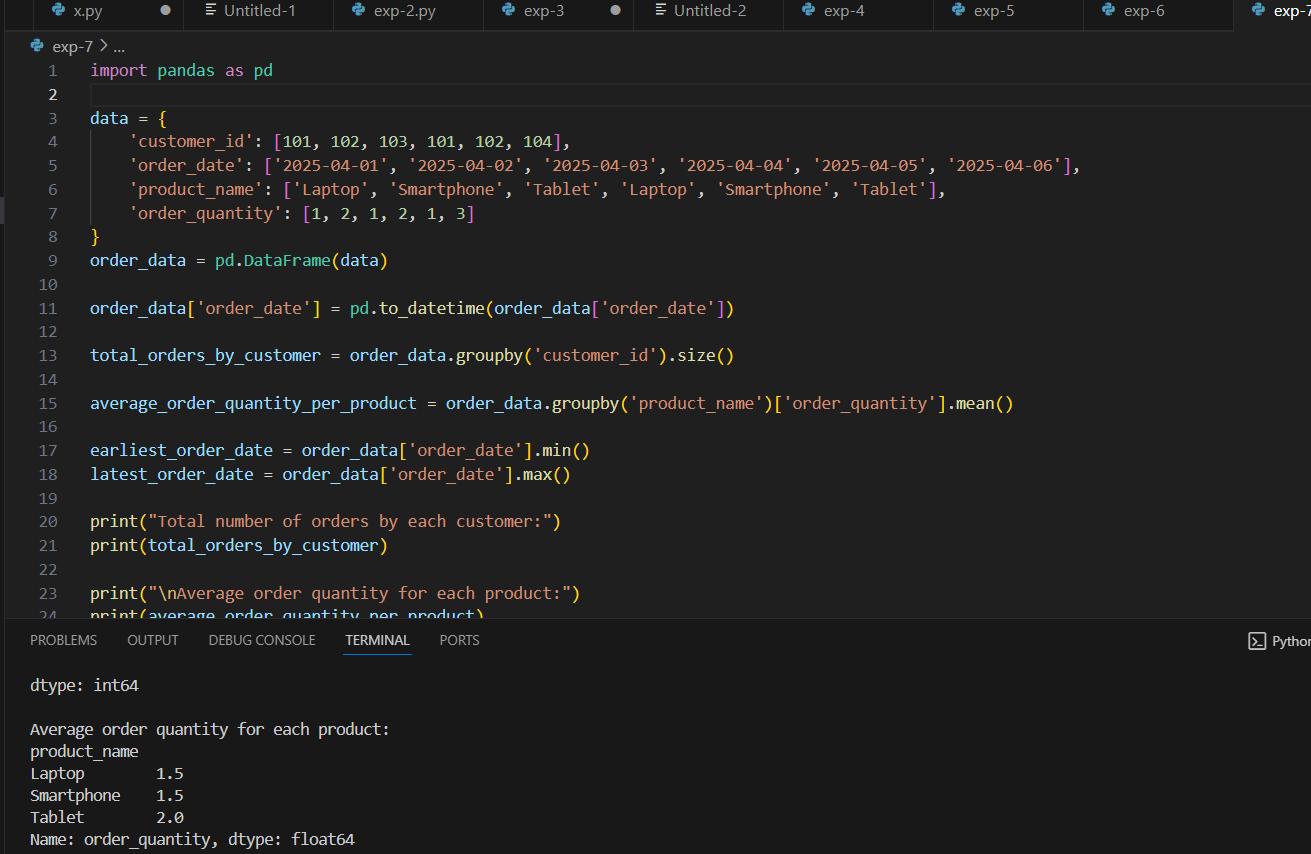 x.py
Untitled-1
exp-2.py
exp-3
Untitled-2
exp-4
exp-5
exp-6
exp-7
exp-7 > ...
1 import pandas as pd
2
3 data = {
4     'customer_id': [101, 102, 103, 101, 102, 104],
5     'order_date': ['2025-04-01', '2025-04-02', '2025-04-03', '2025-04-04', '2025-04-05', '2025-04-06'],
6     'product_name': ['Laptop', 'Smartphone', 'Tablet', 'Laptop', 'Smartphone', 'Tablet'],
7     'order_quantity': [1, 2, 1, 2, 1, 3]
8 }
9 order_data = pd.DataFrame(data)
10
11 order_data['order_date'] = pd.to_datetime(order_data['order_date'])
12
13 total_orders_by_customer = order_data.groupby('customer_id').size()
14
15 average_order_quantity_per_product = order_data.groupby('product_name')['order_quantity'].mean()
16
17 earliest_order_date = order_data['order_date'].min()
18 latest_order_date = order_data['order_date'].max()
19
20 print("Total number of orders by each customer:")
21 print(total_orders_by_customer)
22
23 print("\nAverage order quantity for each product:")
24 print(average_order_quantity_per_product)
PROBLEMS OUTPUT DEBUG CONSOLE TERMINAL PORTS Python
dtype: int64
Average order quantity for each product:
product_name
Laptop        1.5
Smartphone    1.5
Tablet        2.0
Name: order_quantity, dtype: float64